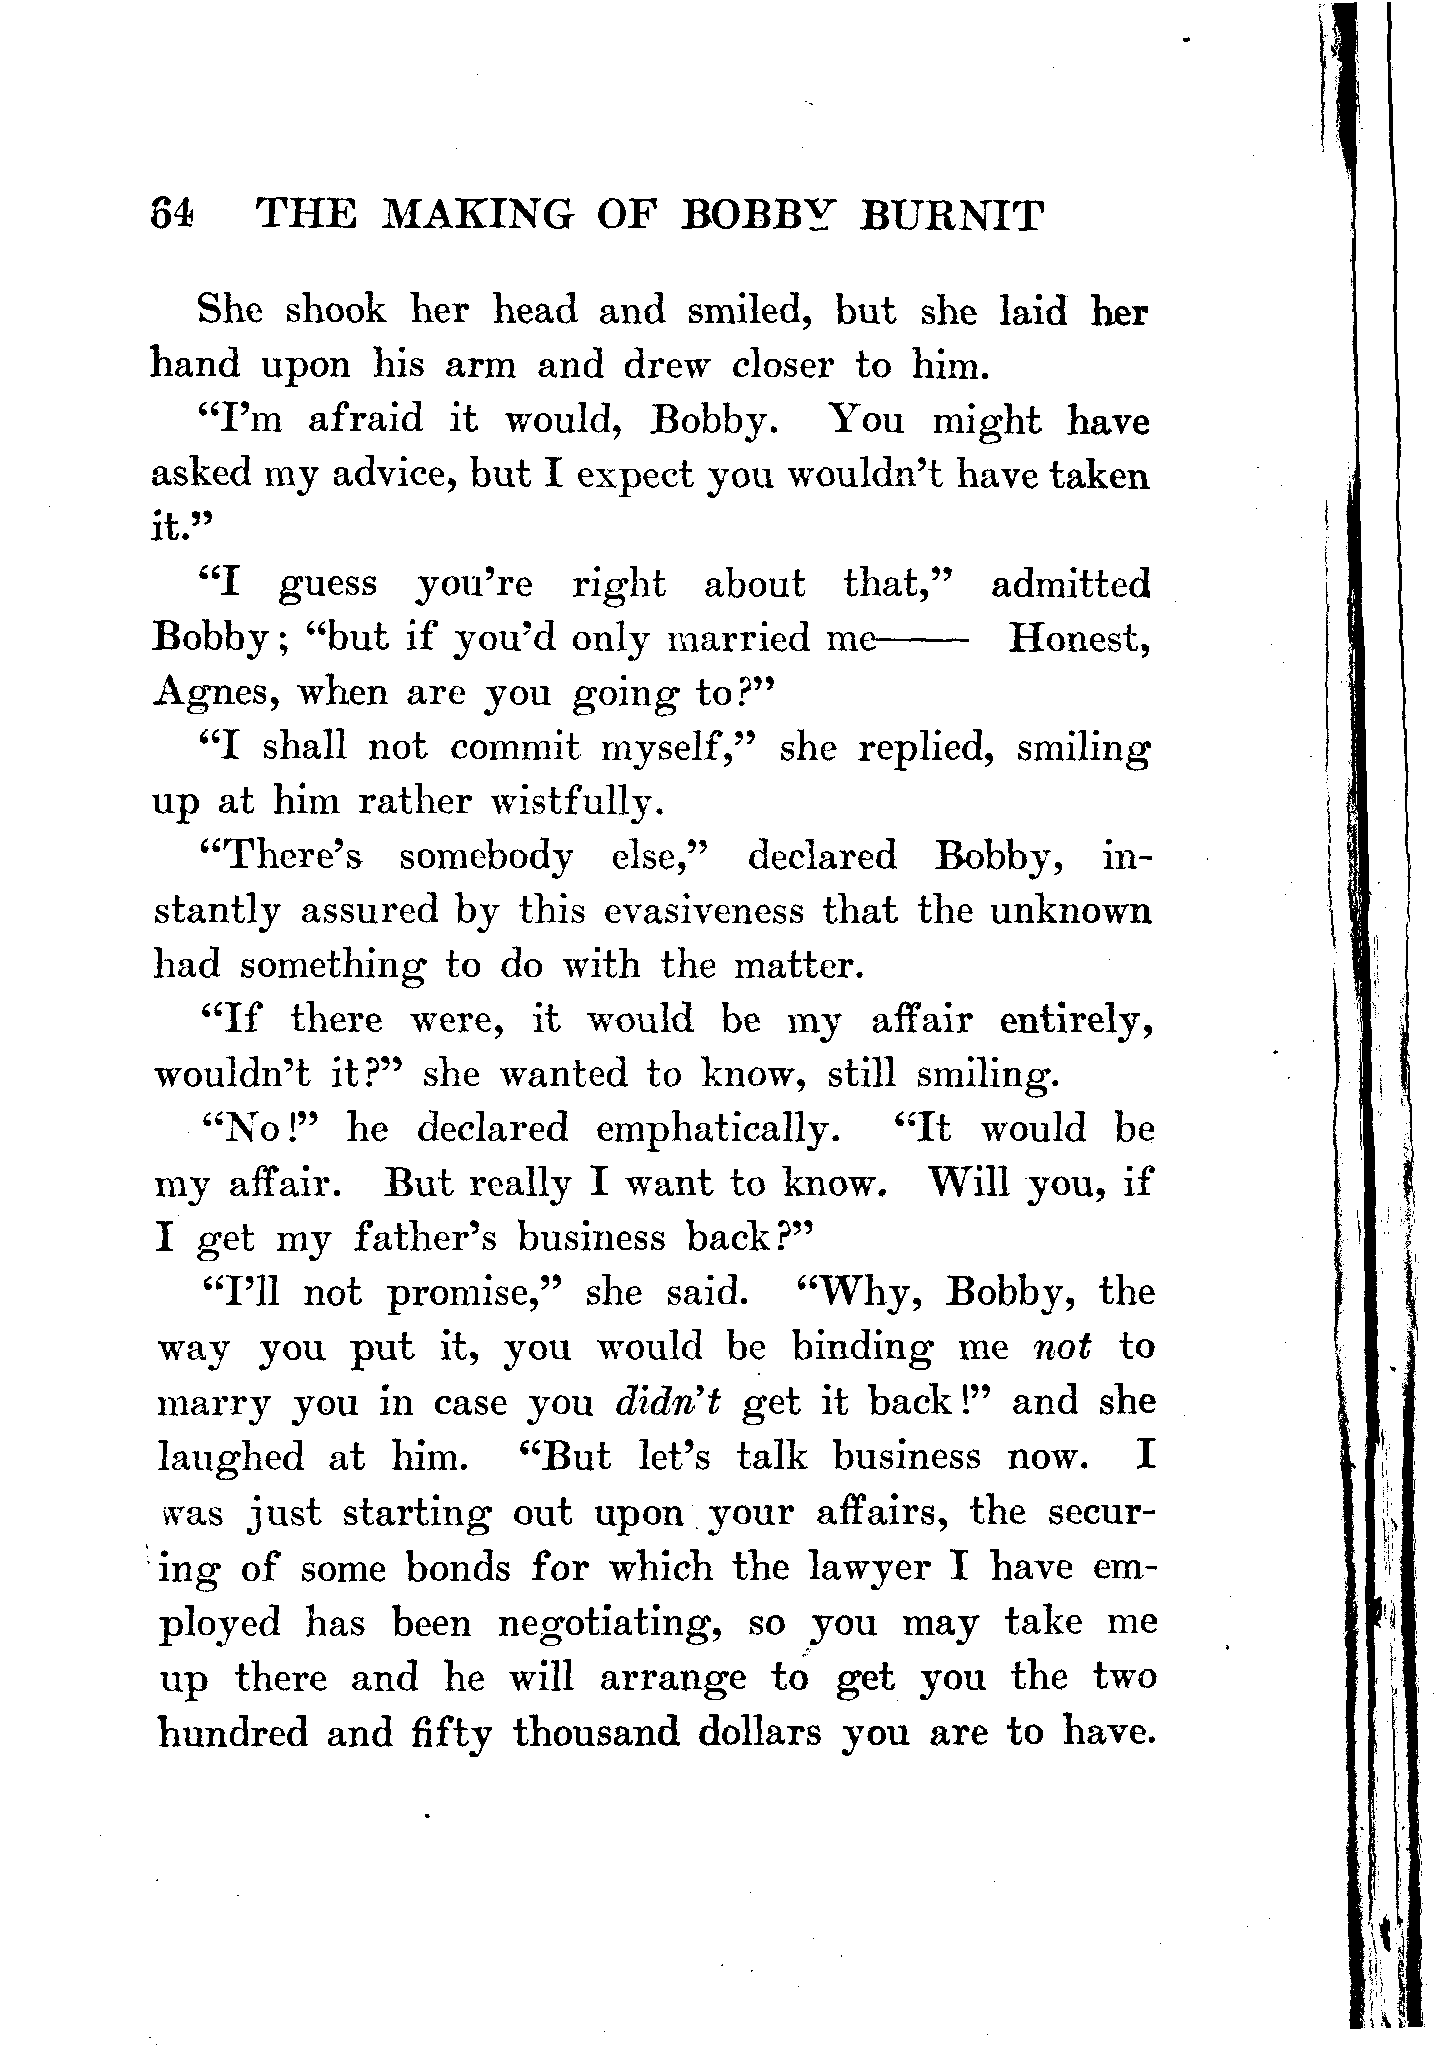 64 THE MAKING OF BOBBY BURNIT
She shook her head and smiled, but she laid her
hand upon his arm and drew closer to him.
“I’m afraid it would, Bobby. You might have
asked my advice, but I expect you wouldn’t have taken
it.”
“I guess you’re right about that,” admitted
Bobby; “but if you’d only married me—— Honest,
Agnes, when are you going to?”
“I shall not commit myself,” she replied, smiling
up at him rather wistfully.
“There’s somebody else,” declared Bobby, in-
stantly assured by this evasiveness that the unknown
had something to do with the matter.
“If there were, it would be my affair entirely,
wouldn’t it?” she wanted to know, still smiling.
“No!” he declared emphatically. “It would be
my affair. But really I want to know. Will you, if
I get my father’s business back?”
“I’ll not promise,” she said. “Why, Bobby, the
way you put it, you would be binding me not to
marry you in case you didn’t get it back!” and she
laughed at him. “But let’s talk business now. I
was just starting out upon your affairs, the secur-
ing of some bonds for which the lawyer I have em-
ployed has been negotiating, so you may take me
up there and he will arrange to get you the two
hundred and fifty thousand dollars you are to have.